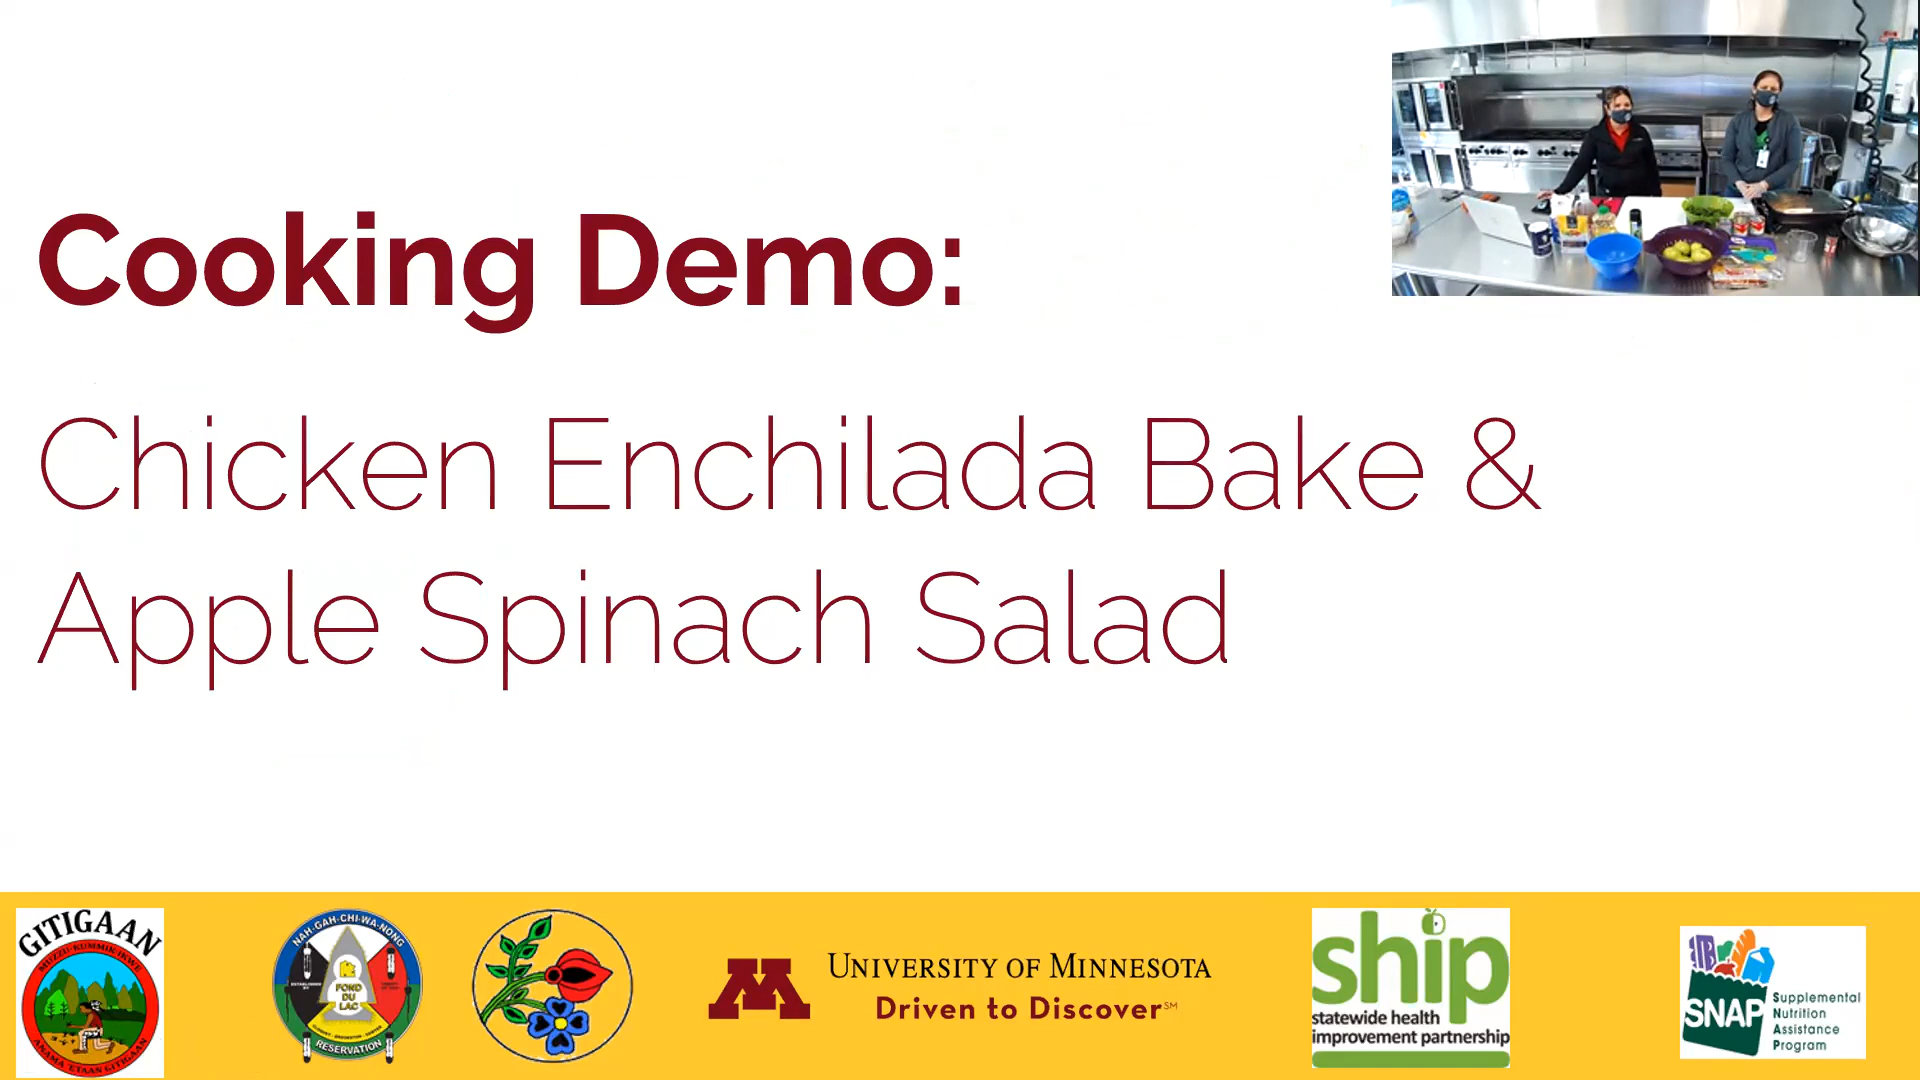 Cooking Demo:
Chicken Enchilada Bake &
Apple Spinach Salad
GITIGAAN
NAH-GAH-CHI-WA-NONG
FOND
DU
LAC
RESERVATION
UNIVERSITY OF MINNESOTA
Driven to Discover℠
ship
statewide health
improvement partnership
SNAP
Supplemental
Nutrition
Assistance
Program